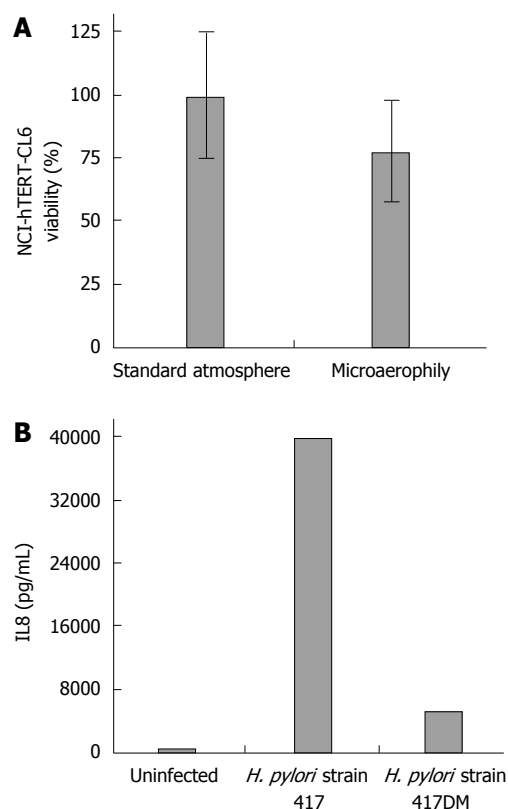 A
125
100
75
50
25
0
NCI-hTERT-CL6
viability (%)
Standard atmosphere Microaerophily
B
40000
32000
24000
16000
8000
0
IL8 (pg/mL)
Uninfected H. pylori strain H. pylori strain
417 417DM